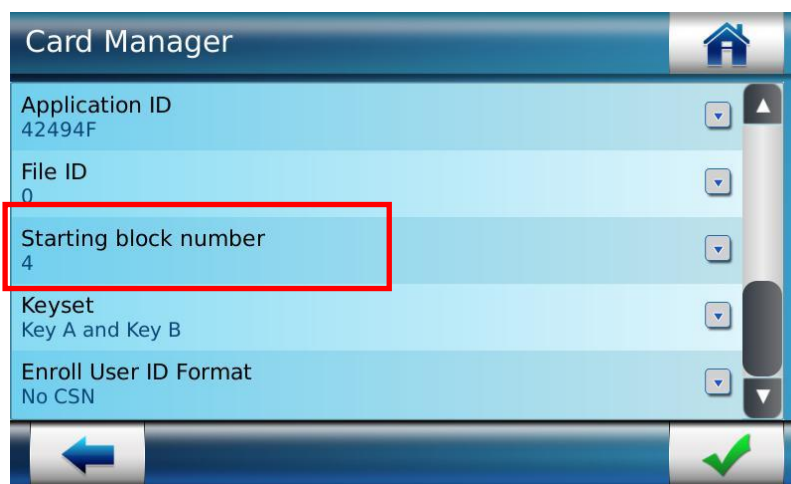 Card Manager
Application ID
42494F
File ID
0
Starting block number
4
Keyset
Key A and Key B
Enroll User ID Format
No CSN